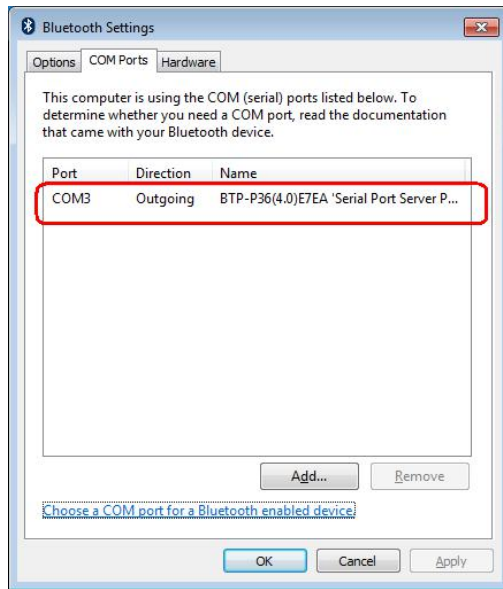 Bluetooth Settings
Options COM Ports Hardware
This computer is using the COM (serial) ports listed below. To
determine whether you need a COM port, read the documentation
that came with your Bluetooth device.
Port Direction Name
COM3 Outgoing BTP-P36(4.0)E7EA 'Serial Port Server P...
Add... Remove
Choose a COM port for a Bluetooth enabled device.
OK Cancel Apply